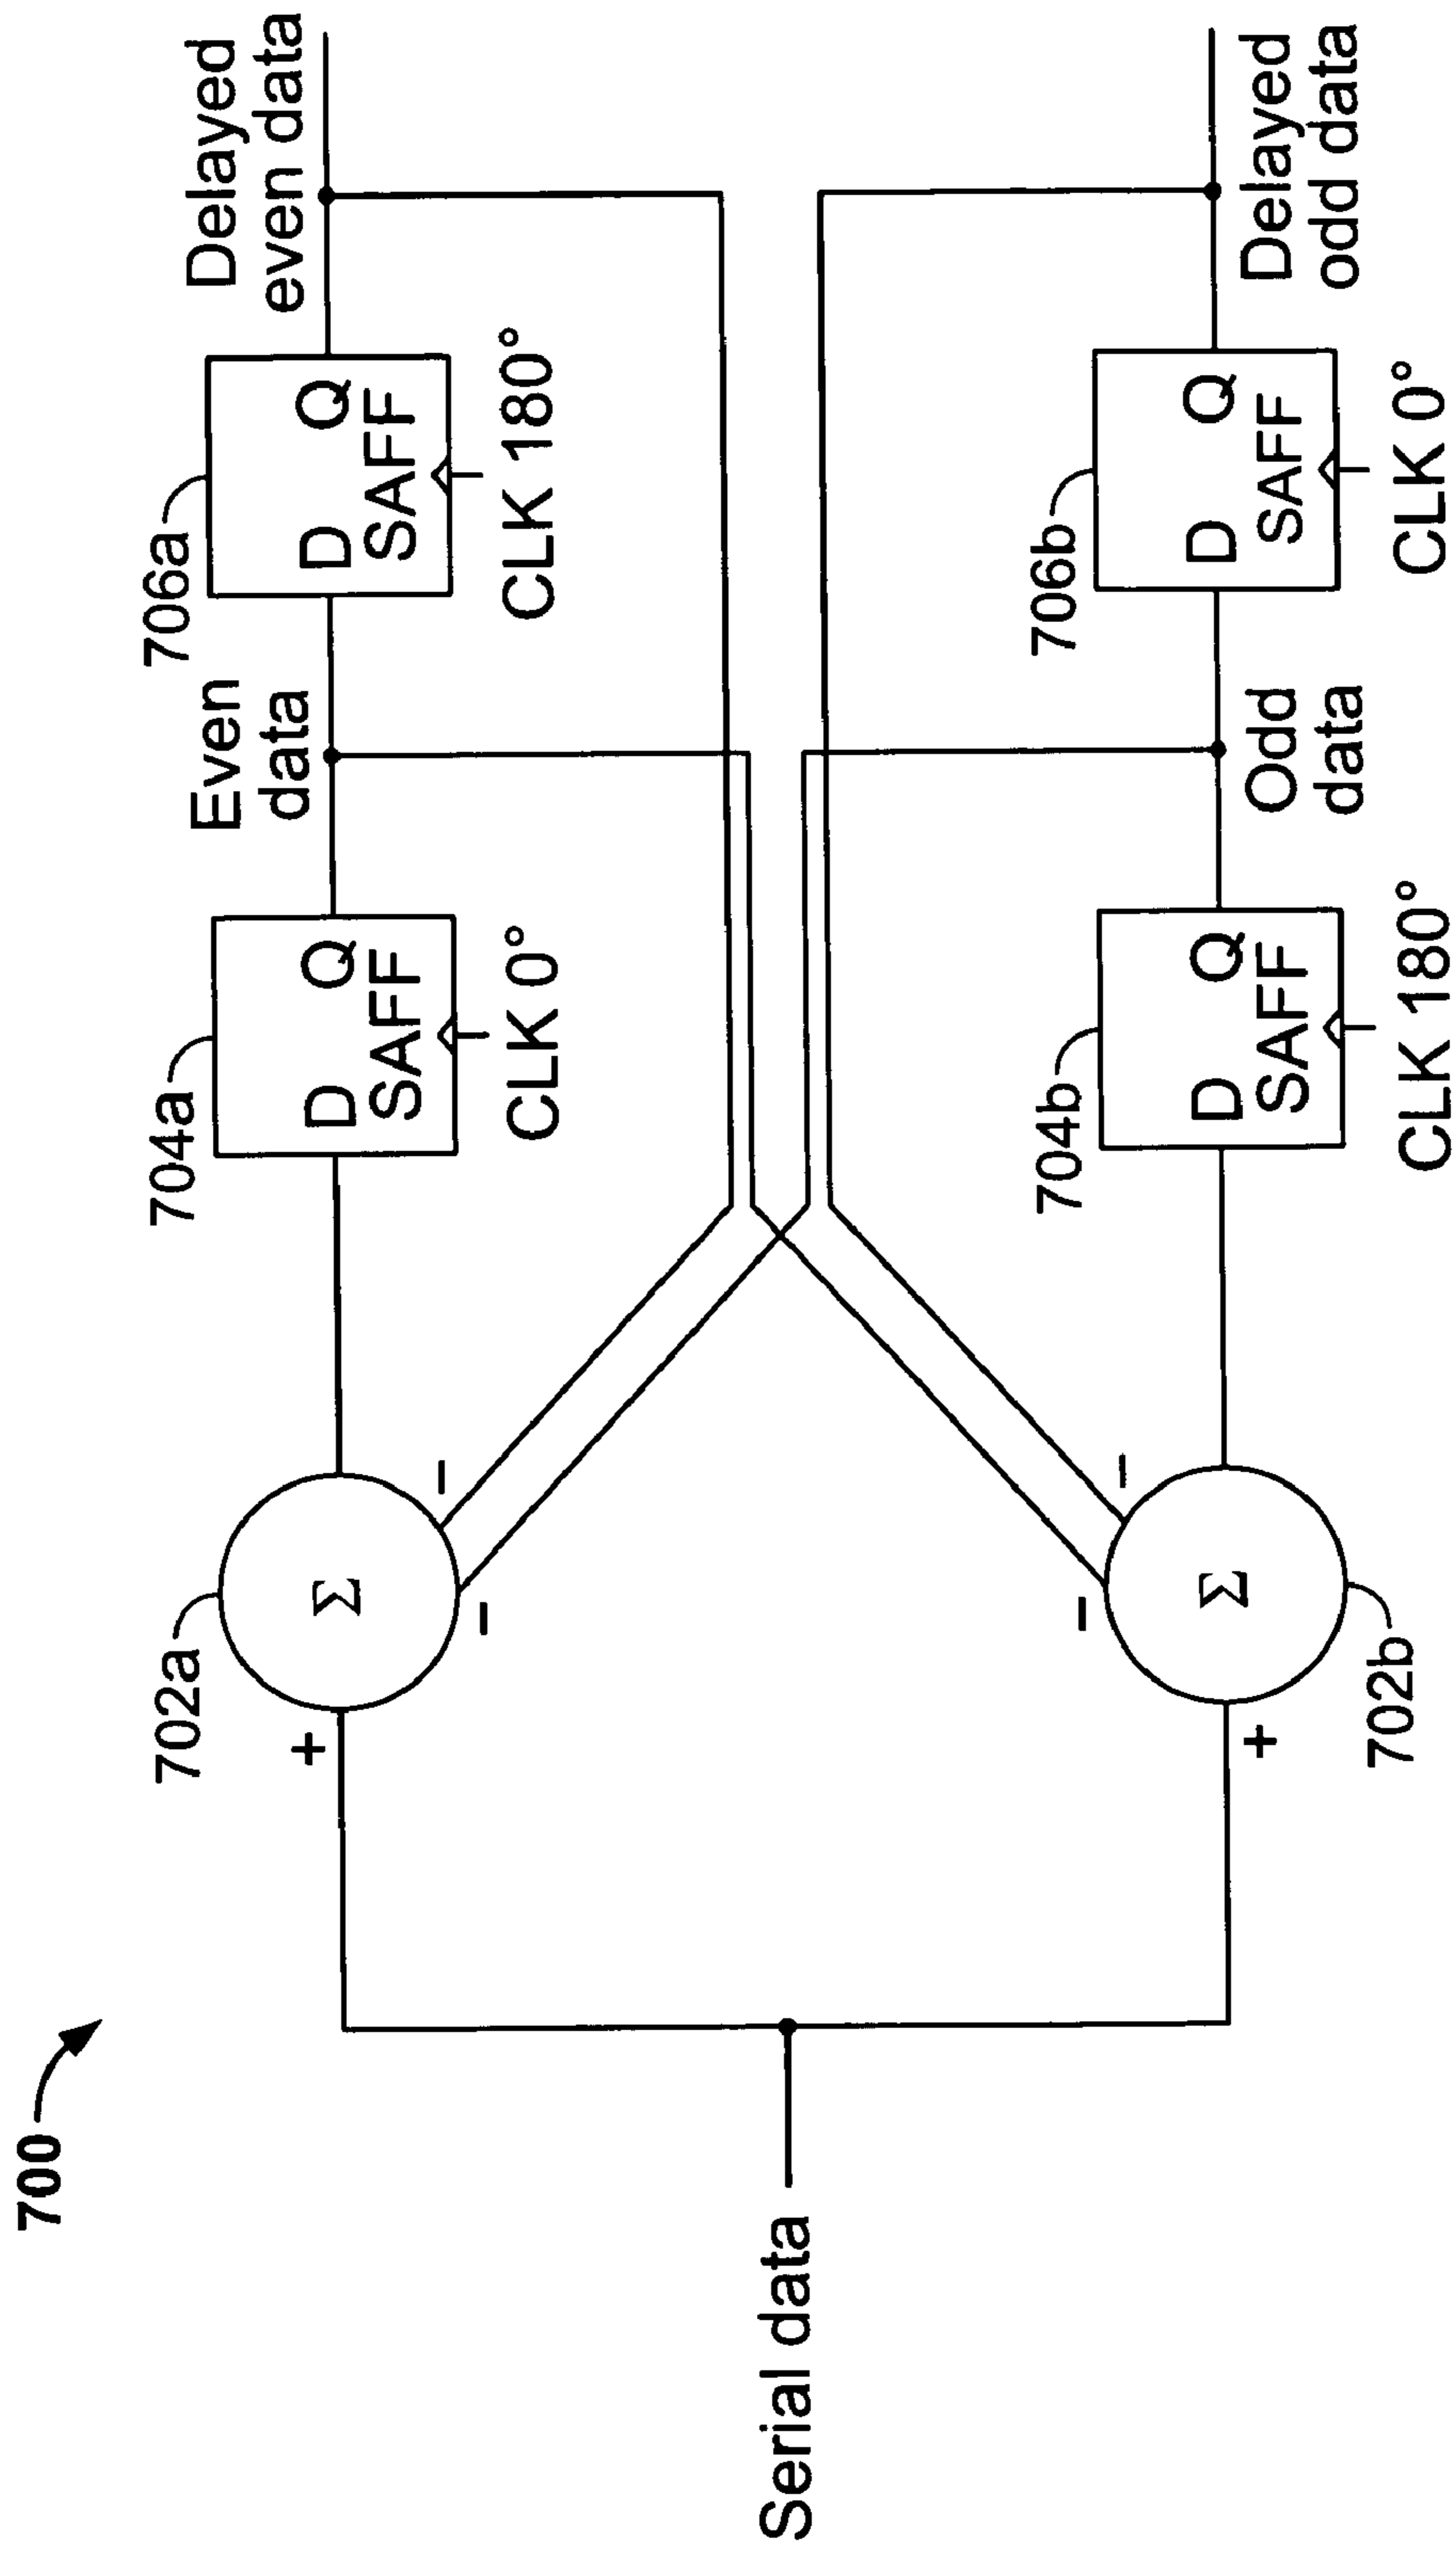 700
Serial data
702a
+
Σ
−
−
704a
D Q
SAFF
CLK 0°
Even
data
706a
D Q
SAFF
CLK 180°
Delayed
even data
702b
+
Σ
−
−
704b
D Q
SAFF
CLK 180°
Odd
data
706b
D Q
SAFF
CLK 0°
Delayed
odd data